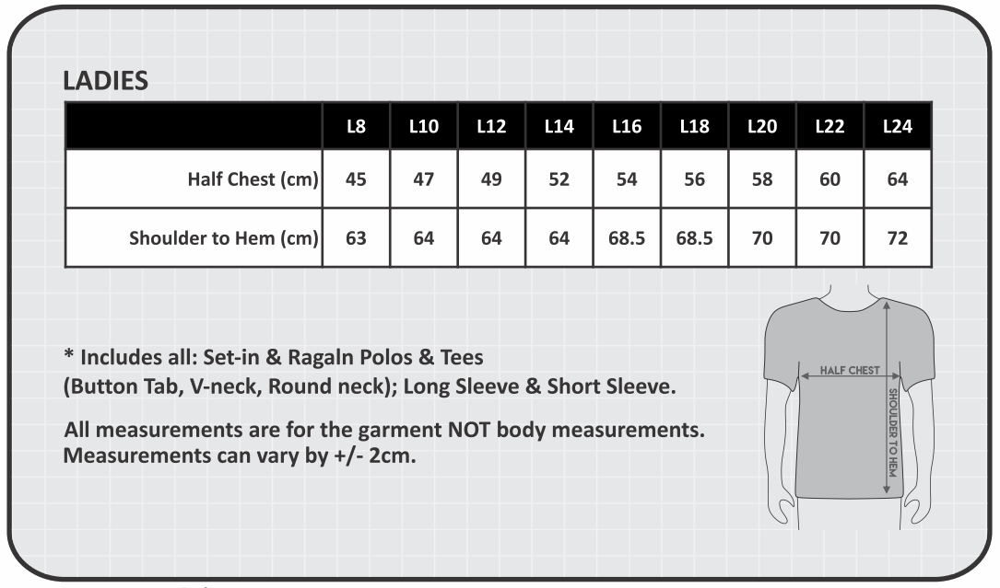 LADIES
L8 L10 L12 L14 L16 L18 L20 L22 L24
Half Chest (cm) 45 47 49 52 54 56 58 60 64
Shoulder to Hem (cm) 63 64 64 64 68.5 68.5 70 70 72
* Includes all: Set-in & Ragaln Polos & Tees
(Button Tab, V-neck, Round neck); Long Sleeve & Short Sleeve.
All measurements are for the garment NOT body measurements.
Measurements can vary by +/- 2cm.
HALF CHEST
SHOULDER TO HEM